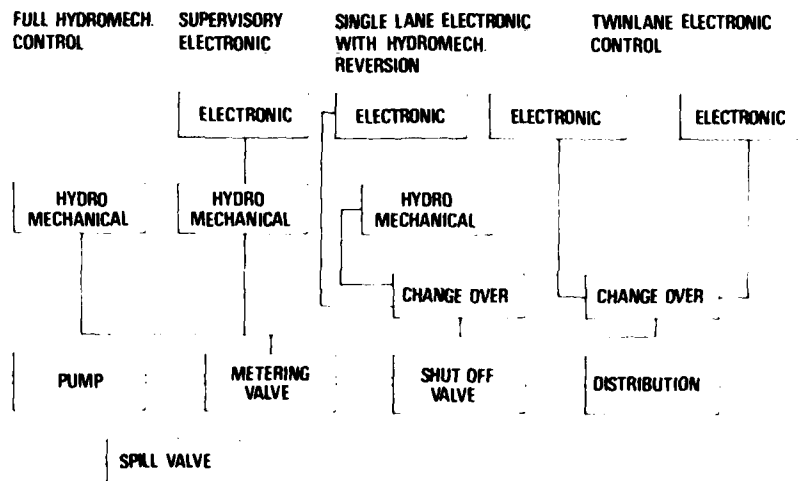 FULL HYDROMECH.
CONTROL
SUPERVISORY
ELECTRONIC
SINGLE LANE ELECTRONIC
WITH HYDROMECH.
REVERSION
TWINLANE ELECTRONIC
CONTROL
ELECTRONIC
ELECTRONIC
ELECTRONIC
ELECTRONIC
HYDRO
MECHANICAL
HYDRO
MECHANICAL
HYDRO
MECHANICAL
CHANGE OVER
CHANGE OVER
PUMP
METERING
VALVE
SHUT OFF
VALVE
DISTRIBUTION
SPILL VALVE